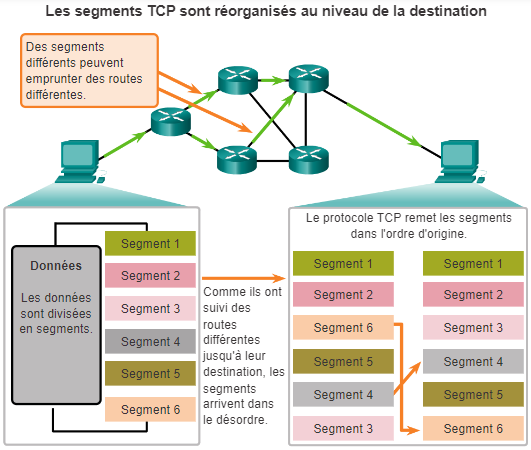 Les segments TCP sont réorganisés au niveau de la destination
Des segments
différents peuvent
emprunter des routes
différentes.
Données
Les données
sont divisées
en segments.
Segment 1
Segment 2
Segment 3
Segment 4
Segment 5
Segment 6
Comme ils ont
suivi des
routes
différentes
jusqu'à leur
destination, les
segments
arrivent dans
le désordre.
Le protocole TCP remet les segments
dans l'ordre d'origine.
Segment 1
Segment 2
Segment 6
Segment 5
Segment 4
Segment 3
Segment 1
Segment 2
Segment 3
Segment 4
Segment 5
Segment 6